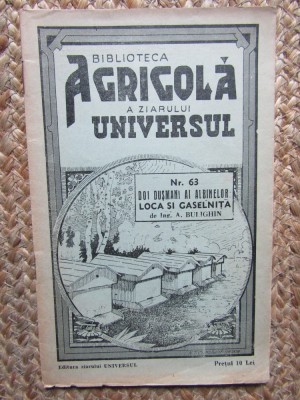 BIBLIOTECA
AGRICOLĂ
A ZIARULUI
UNIVERSUL
Nr. 63
DOI DUŞMANI AI ALBINELOR
LOCA SI GASELNIŢA
de Ing. A. BULIGHIN
Editura ziarului UNIVERSUL
Preţul 10 Lei